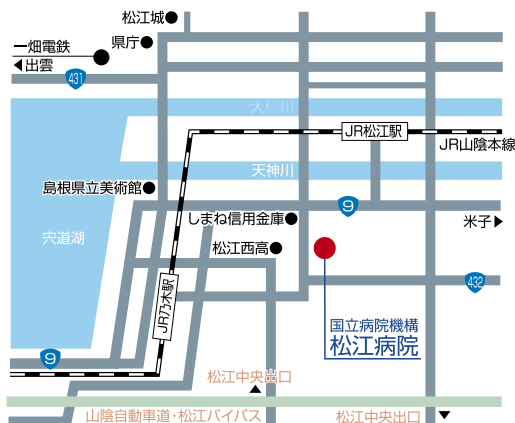 松江城
県庁
一畑電鉄
出雲
431
大橋川
JR松江駅
JR山陰本線
天神川
島根県立美術館
9
しまね信用金庫
米子
宍道湖
松江西高
432
JR乃木駅
国立病院機構
松江病院
9
松江中央出口
山陰自動車道・松江バイパス
松江中央出口